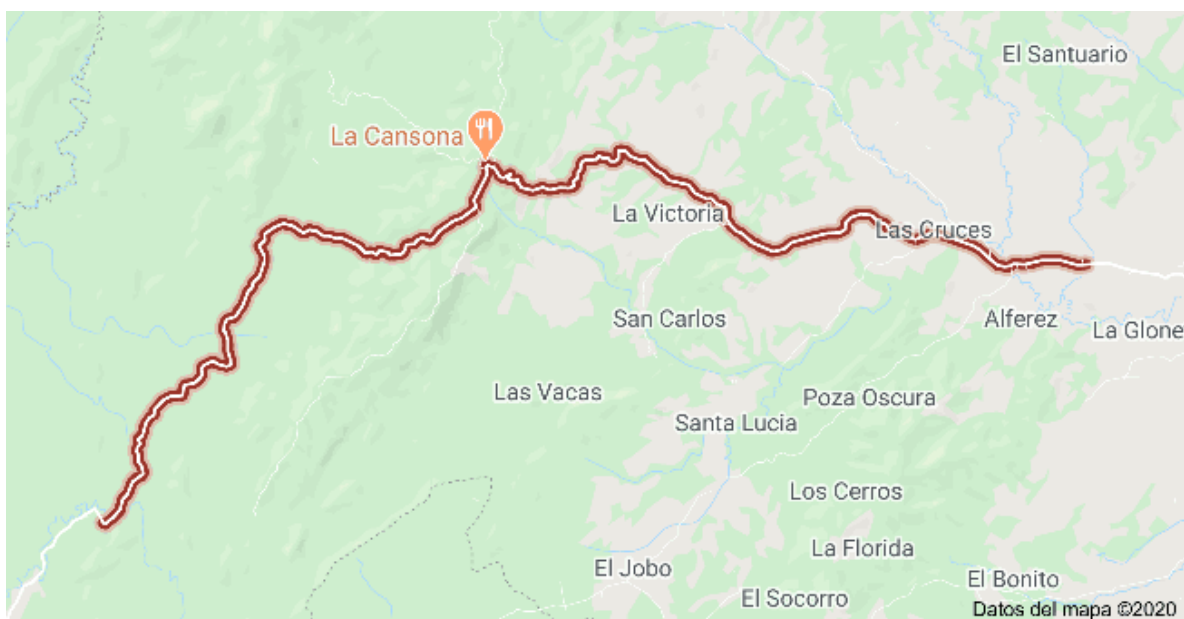 El Santuario
La Cansona
La Victoria
Las Cruces
San Carlos
Alferez
La Glone
Las Vacas
Poza Oscura
Santa Lucia
Los Cerros
La Florida
El Jobo
El Bonito
El Socorro
Datos del mapa ©2020